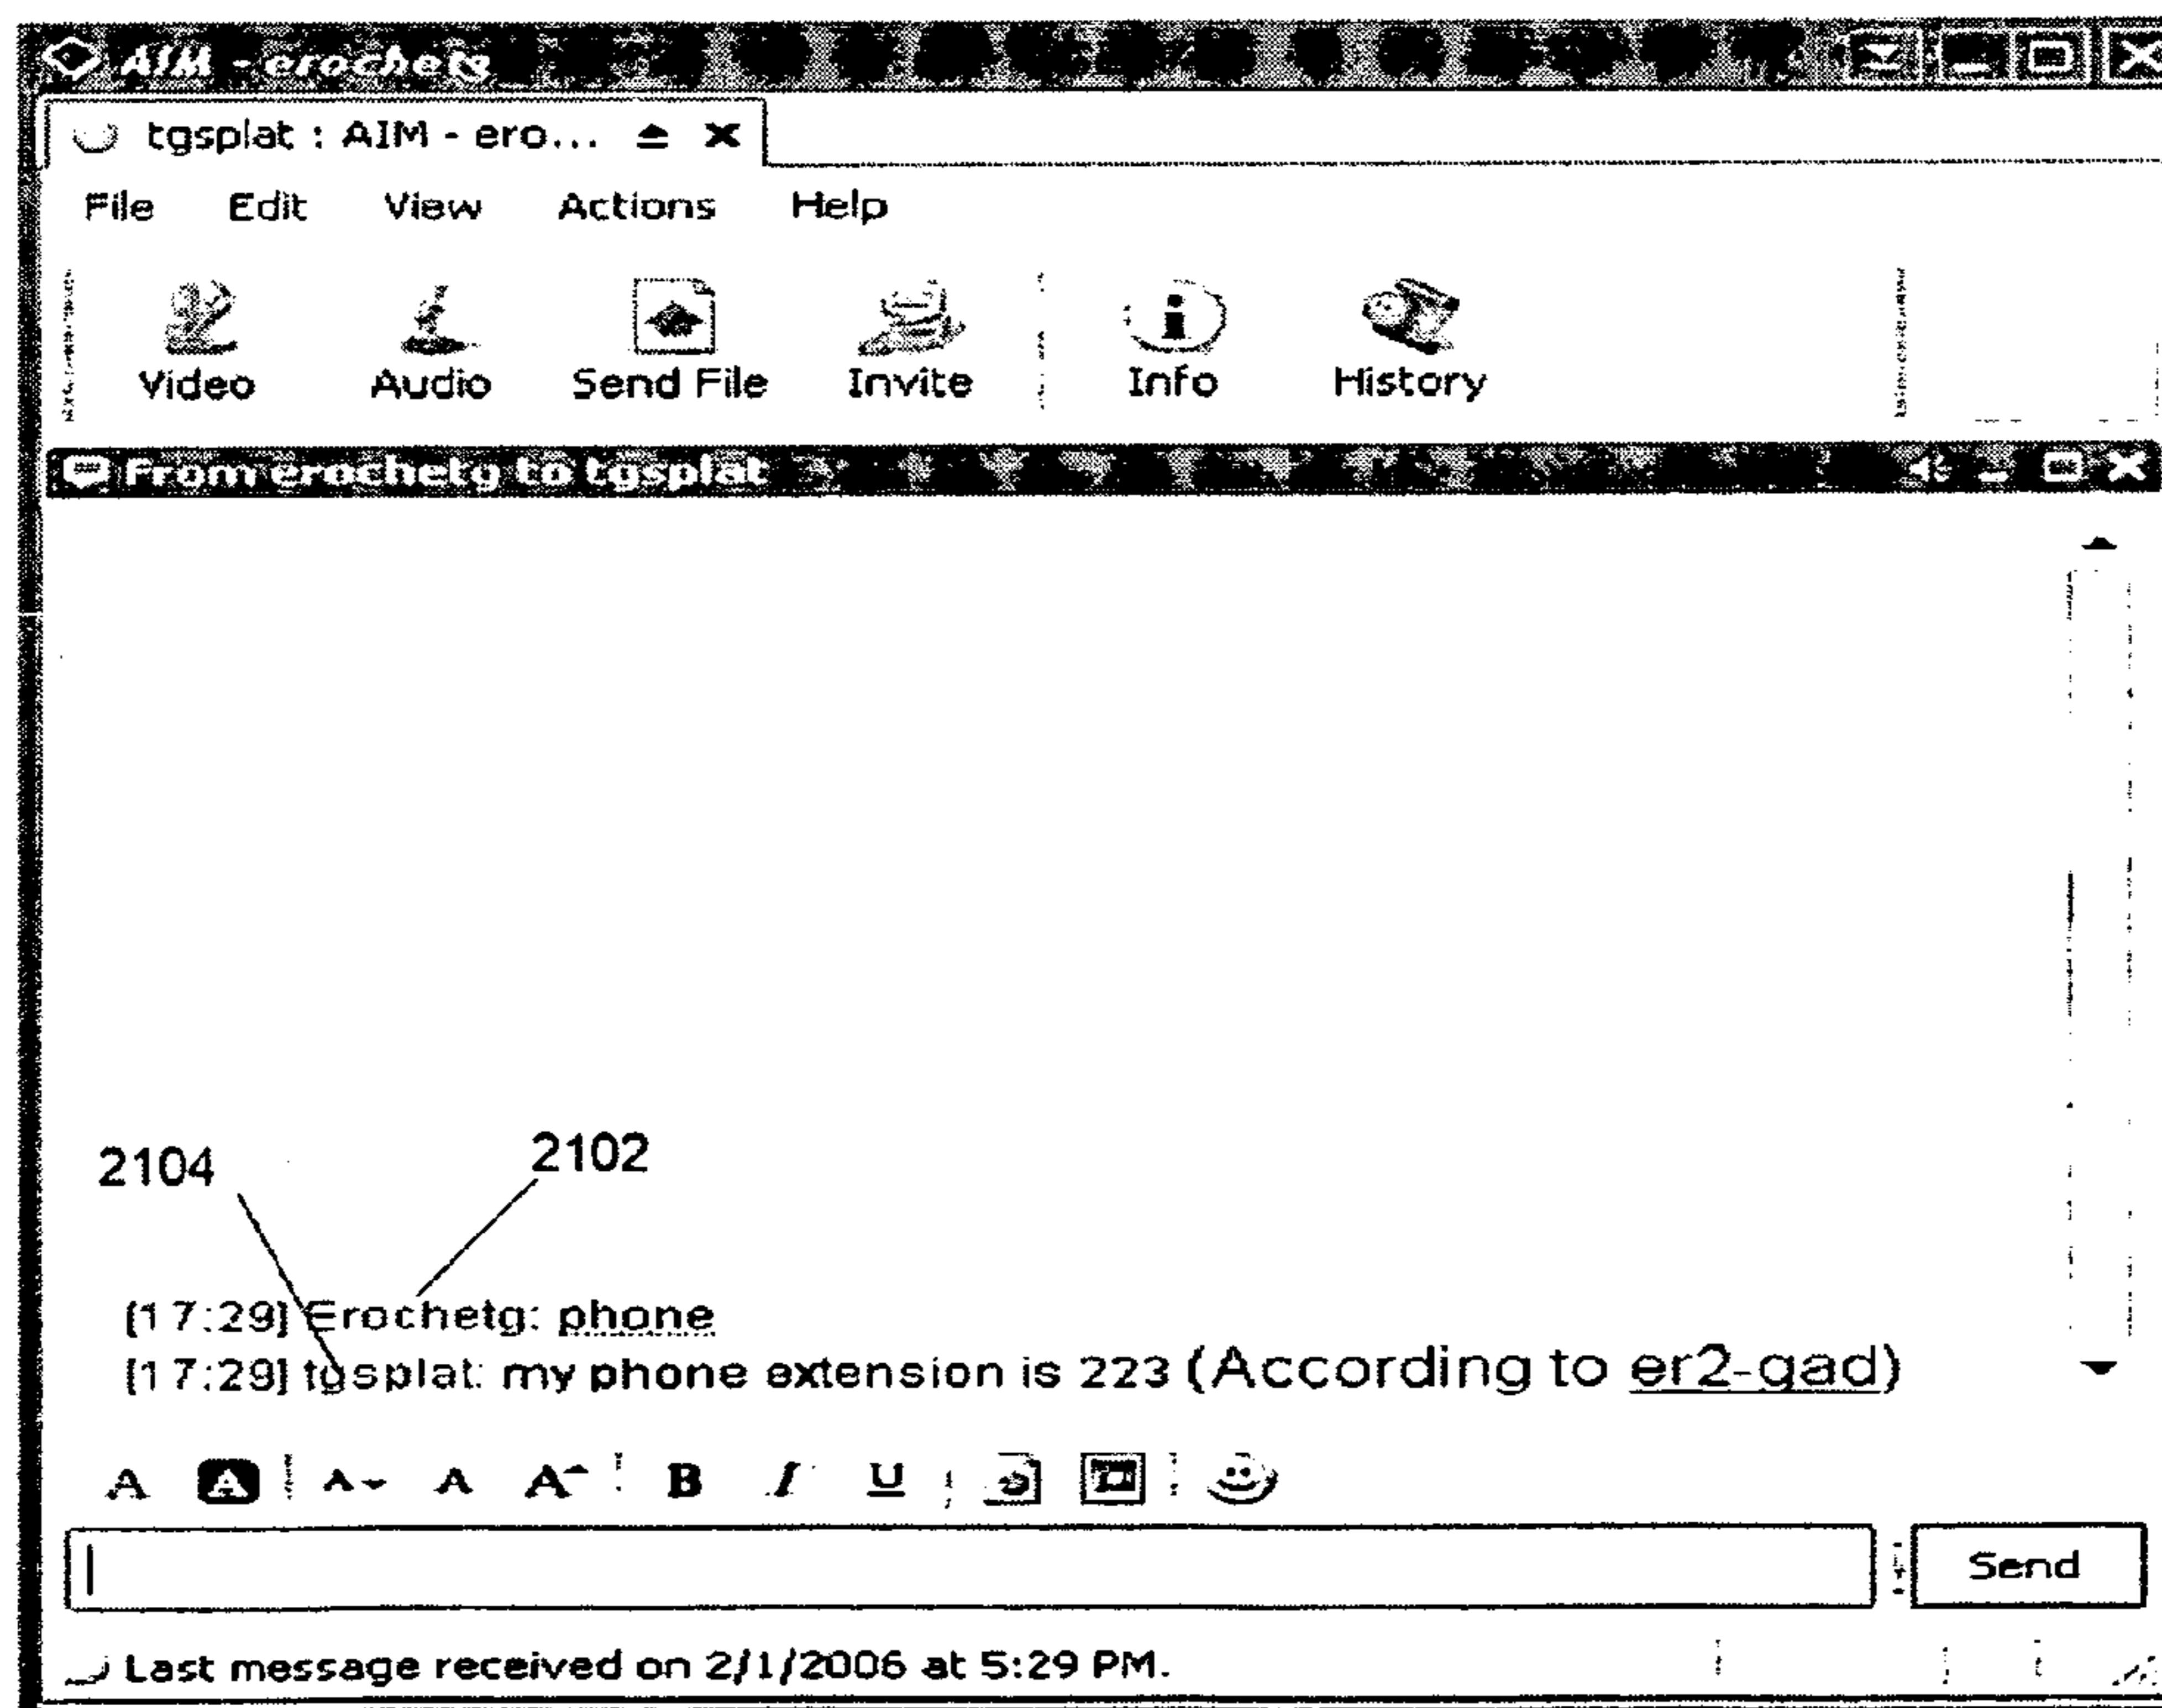 AIM - erochetg
tgsplat : AIM - ero...
File Edit View Actions Help
Video Audio Send File Invite Info History
From erochetg to tgsplat
2104 2102
[17:29] Erochetg: phone
[17:29] tgsplat: my phone extension is 223 (According to er2-gad)
A A A A A B I U
Send
Last message received on 2/1/2006 at 5:29 PM.